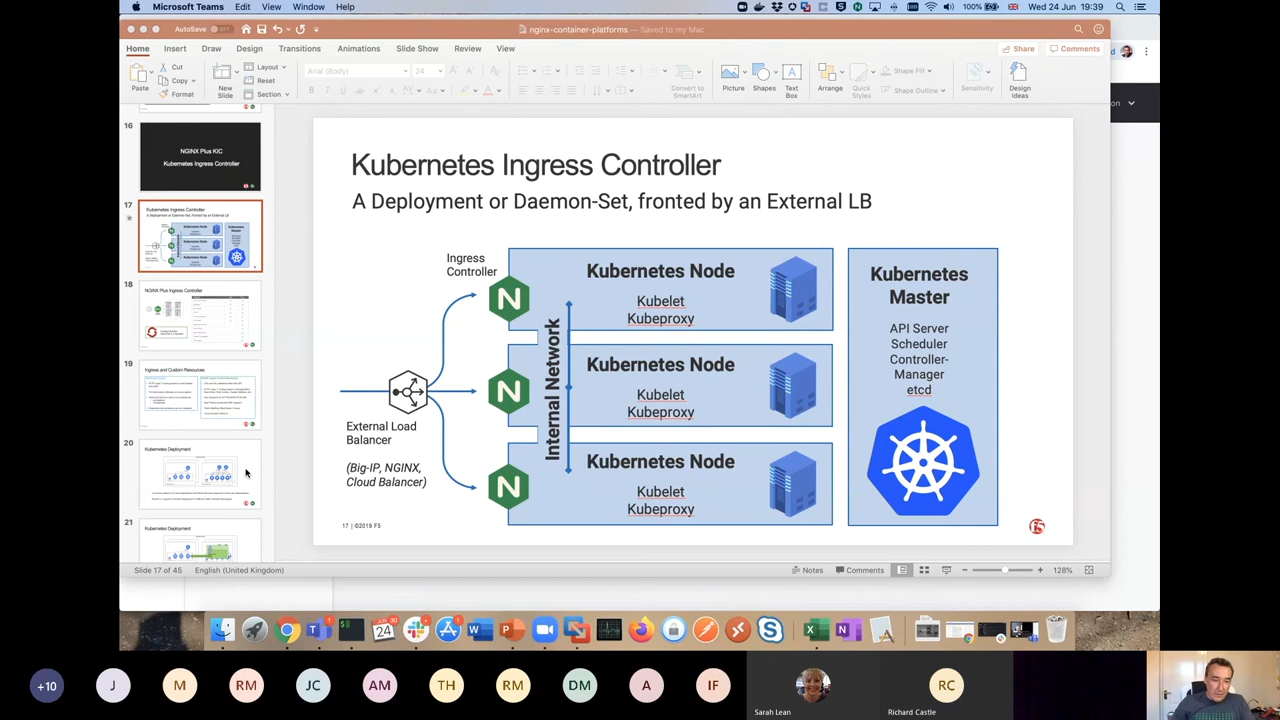 Microsoft Teams Edit View Window Help
100% Wed 24 Jun 19:39
AutoSave OFF
nginx-container-platforms — Saved to my Mac
Home Insert Draw Design Transitions Animations Slide Show Review View
Share Comments
Paste
Cut
Copy
Format
New Slide
Layout
Reset
Section
Arial (Body) 24
Convert to SmartArt
Picture
Shapes
Text Box
Arrange
Quick Styles
Shape Fill
Shape Outline
Sensitivity
Design Ideas
on
16
NGINX Plus KIC
Kubernetes Ingress Controller
17
Kubernetes Ingress Controller
A Deployment or Daemon-Set, fronted by an External LB
18
NGINX Plus Ingress Controller
19
Ingress and Custom Resources
20
Kubernetes Deployment
21
Kubernetes Deployment
Kubernetes Ingress Controller
A Deployment or Daemon-Set, fronted by an External LB
Ingress
Controller
N
N
N
External Load
Balancer
(Big-IP, NGINX,
Cloud Balancer)
Internal Network
Kubernetes Node
Kubelet
Kubeproxy
Kubernetes Node
Kubelet
Kubeproxy
Kubernetes Node
Kubelet
Kubeproxy
Kubernetes
Master
API Server
Scheduler
Controller-
Manager
etcd
17 | ©2019 F5
Slide 17 of 45 English (United Kingdom)
Notes Comments 128%
+10 J M RM JC AM TH RM DM A IF RC
Sarah Lean
Richard Castle